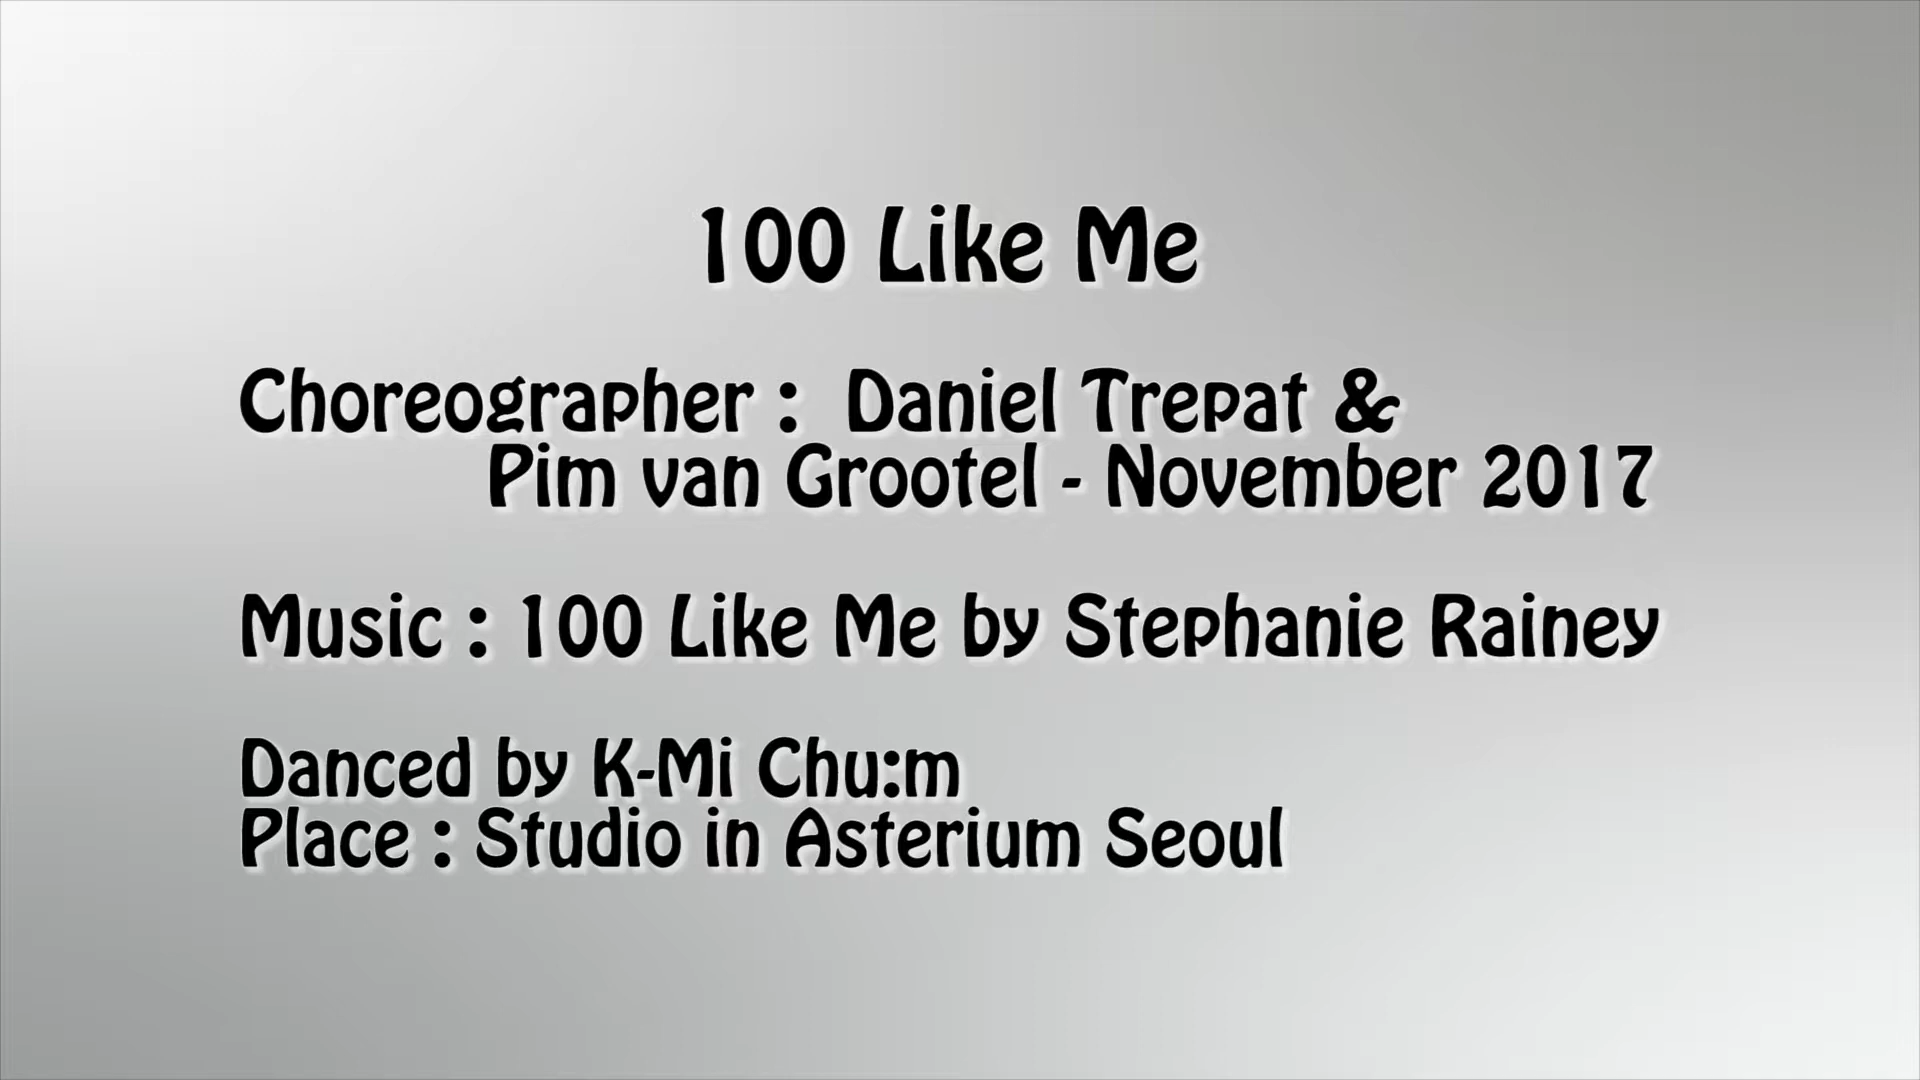 100 Like Me
Choreographer :  Daniel Trepat &
Pim van Grootel - November 2017
Music : 100 Like Me by Stephanie Rainey
Danced by K-Mi Chu:m
Place : Studio in Asterium Seoul